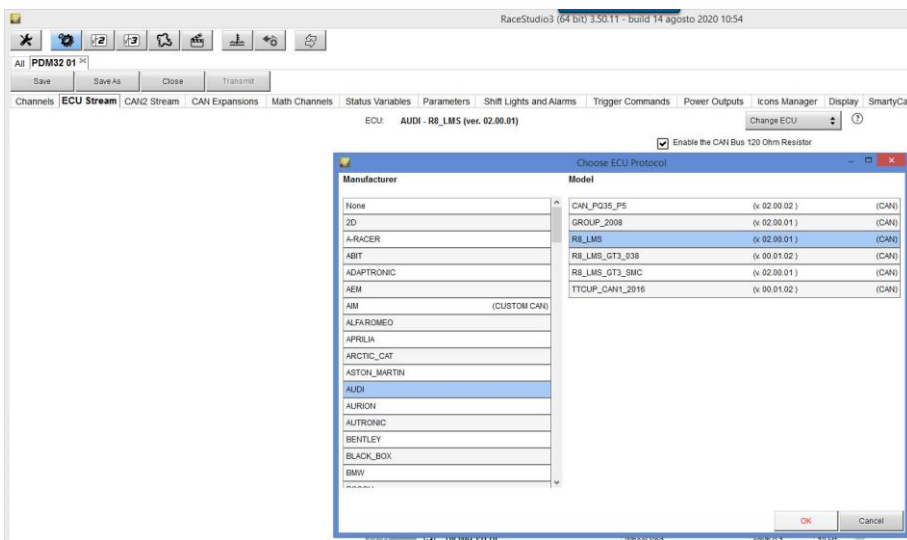 RaceStudio3 (64 bit) 3.50.11 - build 14 agosto 2020 10:54
All PDM32 01
Save Save As Close Transmit
Channels ECU Stream CAN2 Stream CAN Expansions Math Channels Status Variables Parameters Shift Lights and Alarms Trigger Commands Power Outputs Icons Manager Display SmartyCa
ECU: AUDI - R8_LMS (ver. 02.00.01) Change ECU ?
Enable the CAN Bus 120 Ohm Resistor
Choose ECU Protocol
Manufacturer Model
None CAN_PQ35_P5 (v. 02.00.02 ) (CAN)
2D GROUP_2008 (v. 02.00.01 ) (CAN)
A-RACER R8_LMS (v. 02.00.01 ) (CAN)
ABIT R8_LMS_GT3_038 (v. 00.01.02 ) (CAN)
ADAPTRONIC R8_LMS_GT3_SMC (v. 02.00.01 ) (CAN)
AEM TTCUP_CAN1_2016 (v. 00.01.02 ) (CAN)
AIM (CUSTOM CAN)
ALFAROMEO
APRILIA
ARCTIC_CAT
ASTON_MARTIN
AUDI
AURION
AUTRONIC
BENTLEY
BLACK_BOX
BMW
OK Cancel